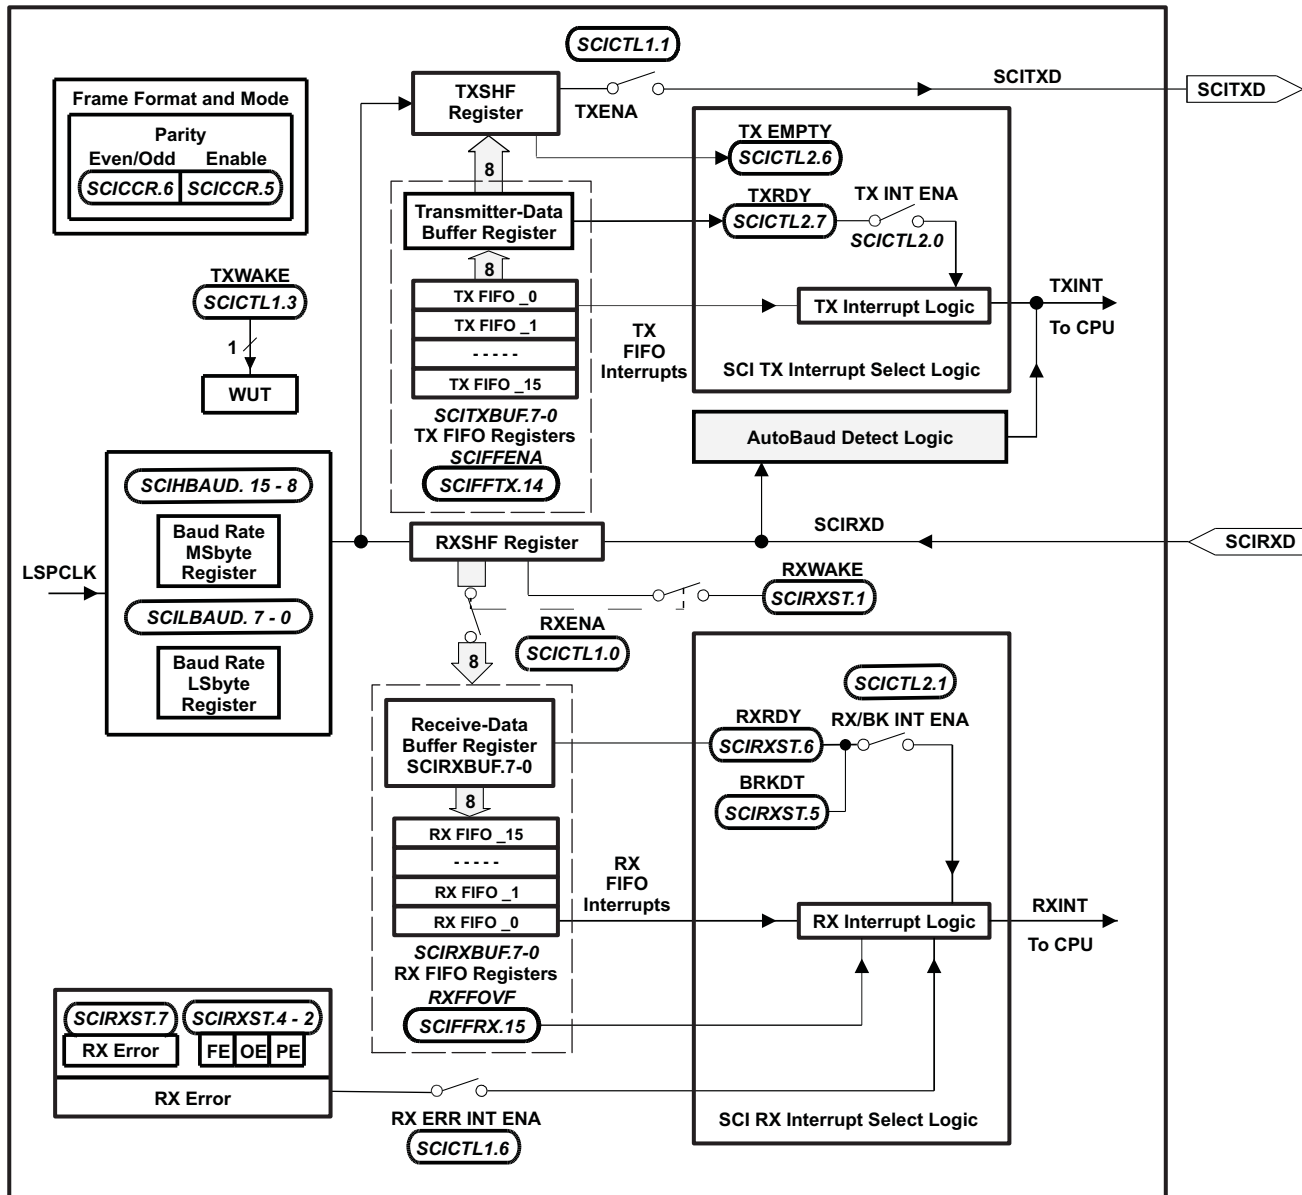 SCICTL1.1
TXSHF
Register
TXENA
SCITXD
SCITXD
Frame Format and Mode
Parity
Even/Odd Enable
SCICCR.6 SCICCR.5
TX EMPTY
SCICTL2.6
8
Transmitter-Data
Buffer Register
TXRDY
SCICTL2.7
TX INT ENA
SCICTL2.0
8
TXWAKE
SCICTL1.3
1
WUT
TX FIFO _0
TX FIFO _1
- - - - -
TX FIFO _15
TX
FIFO
Interrupts
TX Interrupt Logic
TXINT
To CPU
SCI TX Interrupt Select Logic
SCITXBUF.7-0
TX FIFO Registers
SCIFFENA
SCIFFTX.14
AutoBaud Detect Logic
SCIHBAUD. 15 - 8
Baud Rate
MSbyte
Register
LSPCLK
SCILBAUD. 7 - 0
Baud Rate
LSbyte
Register
RXSHF Register
SCIRXD
SCIRXD
RXWAKE
SCIRXST.1
RXENA
SCICTL1.0
8
SCICTL2.1
RX/BK INT ENA
RXRDY
SCIRXST.6
BRKDT
SCIRXST.5
Receive-Data
Buffer Register
SCIRXBUF.7-0
8
RX FIFO _15
- - - - -
RX FIFO _1
RX FIFO _0
RX
FIFO
Interrupts
RX Interrupt Logic
RXINT
To CPU
SCIRXBUF.7-0
RX FIFO Registers
RXFFOVF
SCIFFRX.15
SCIRXST.7 SCIRXST.4 - 2
RX Error FE OE PE
RX Error
RX ERR INT ENA
SCICTL1.6
SCI RX Interrupt Select Logic